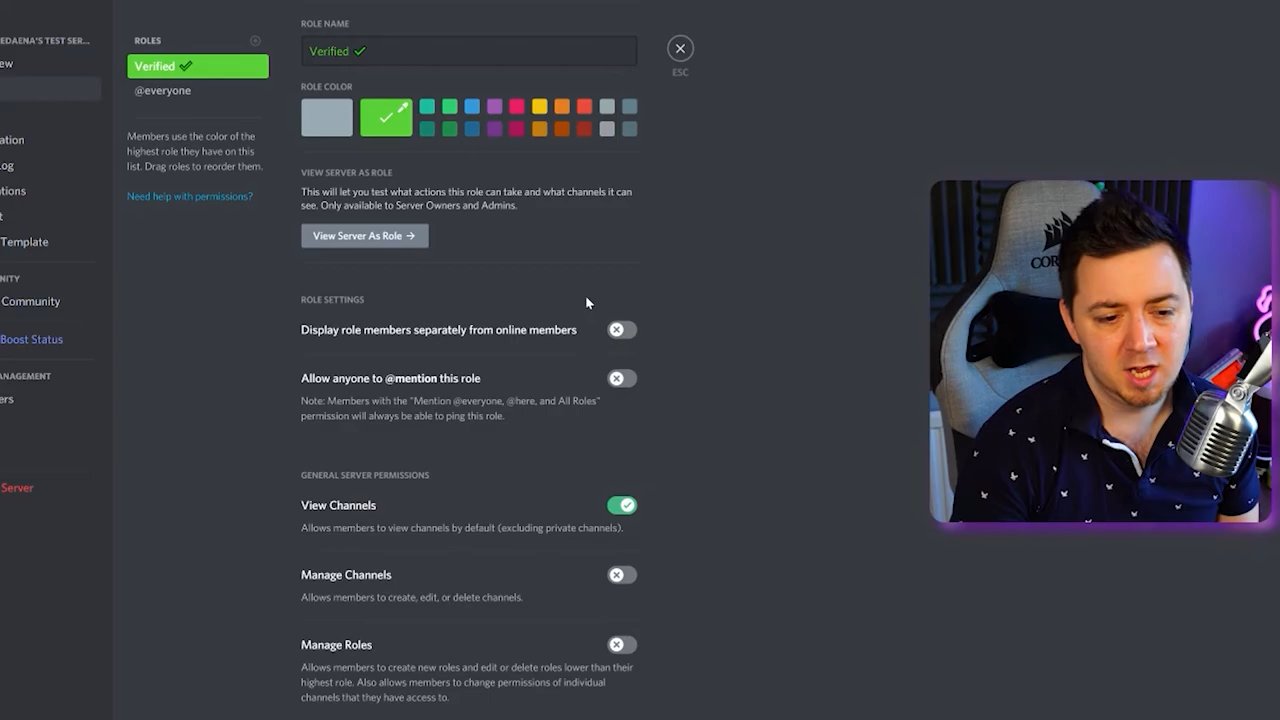 EDAENA'S TEST SER...
ew
ation
og
tions
t
Template
NITY
Community
Boost Status
ANAGEMENT
ers
Server
ROLES
Verified
@everyone
Members use the color of the
highest role they have on this
list. Drag roles to reorder them.
Need help with permissions?
ROLE NAME
Verified
ROLE COLOR
VIEW SERVER AS ROLE
This will let you test what actions this role can take and what channels it can
see. Only available to Server Owners and Admins.
View Server As Role →
ROLE SETTINGS
Display role members separately from online members
Allow anyone to @mention this role
Note: Members with the "Mention @everyone, @here, and All Roles"
permission will always be able to ping this role.
GENERAL SERVER PERMISSIONS
View Channels
Allows members to view channels by default (excluding private channels).
Manage Channels
Allows members to create, edit, or delete channels.
Manage Roles
Allows members to create new roles and edit or delete roles lower than their
highest role. Also allows members to change permissions of individual
channels that they have access to.
ESC
COR